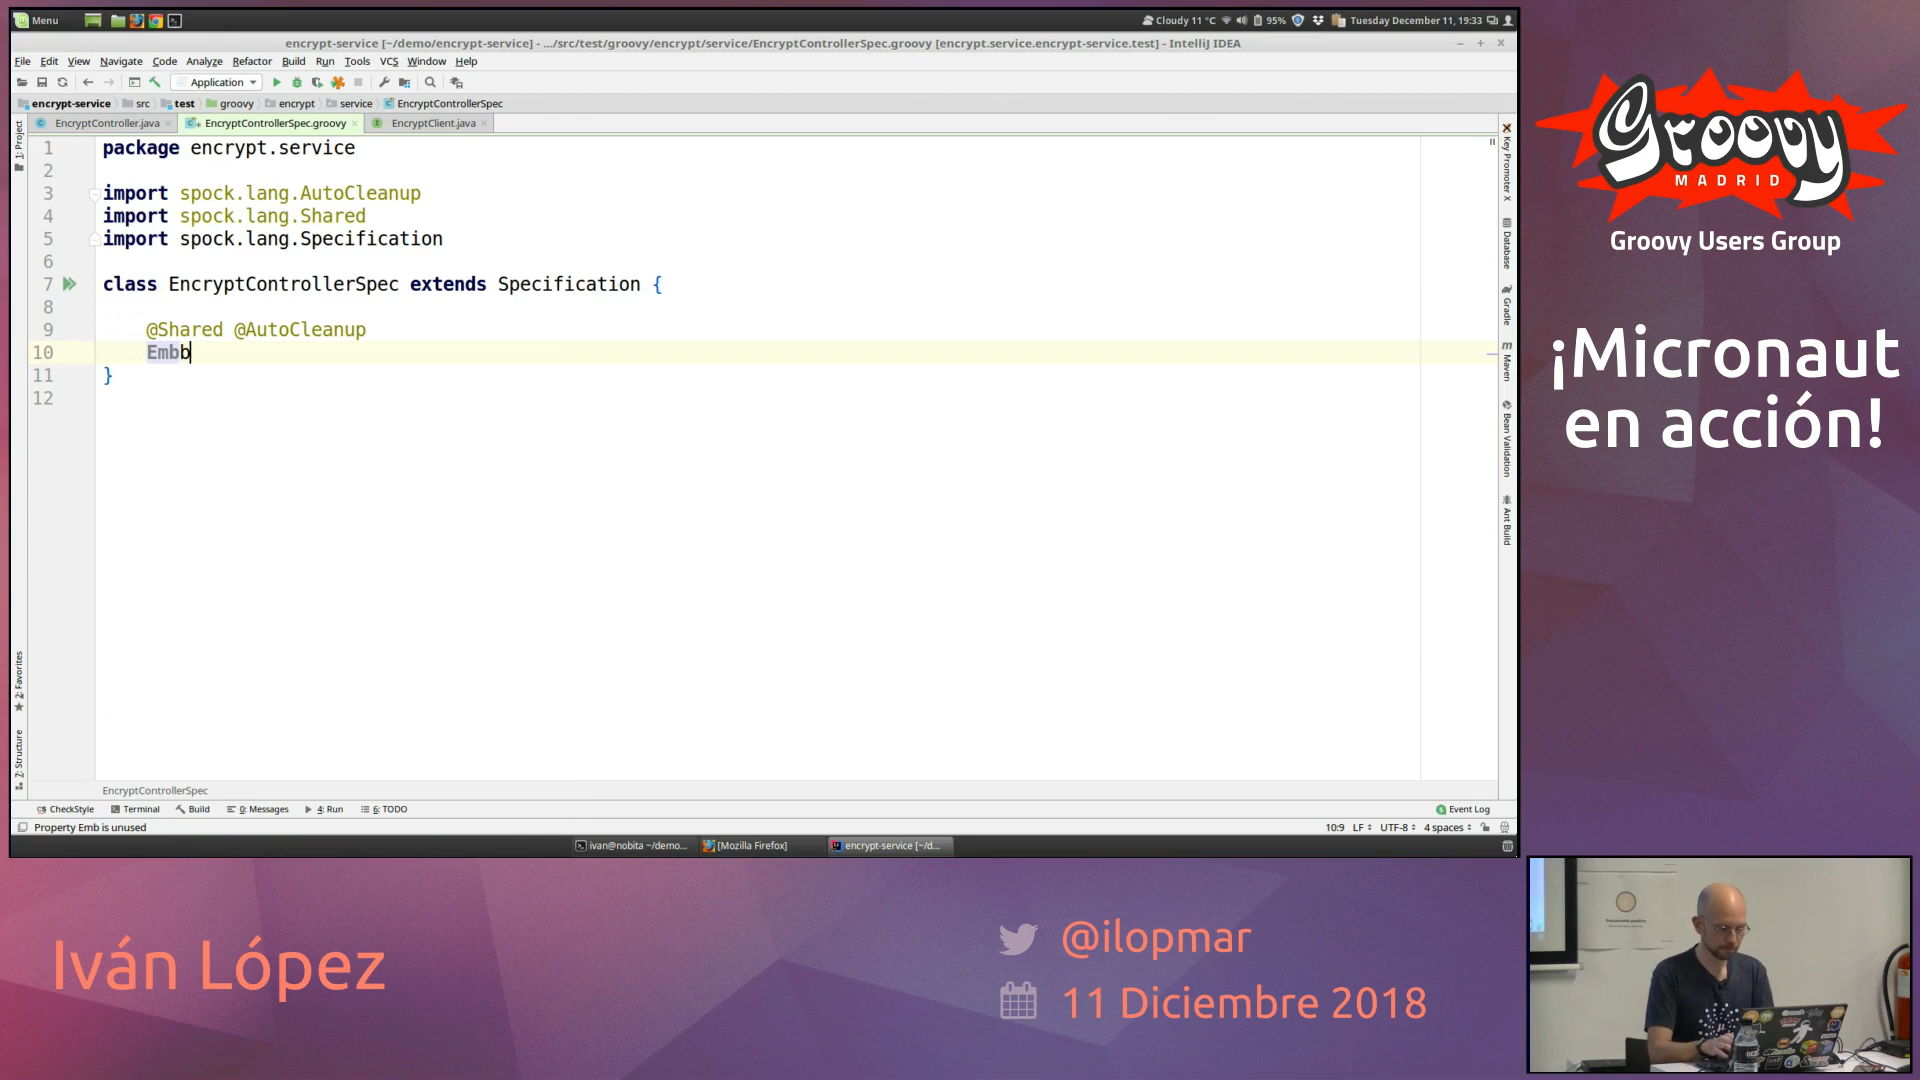 Menu
Cloudy 11 °C
95%
Tuesday December 11, 19:33
encrypt-service [~/demo/encrypt-service] - .../src/test/groovy/encrypt/service/EncryptControllerSpec.groovy [encrypt.service.encrypt-service.test] - IntelliJ IDEA
File Edit View Navigate Code Analyze Refactor Build Run Tools VCS Window Help
Application
encrypt-service src test groovy encrypt service EncryptControllerSpec
EncryptController.java EncryptControllerSpec.groovy EncryptClient.java
1 package encrypt.service
2
3 import spock.lang.AutoCleanup
4 import spock.lang.Shared
5 import spock.lang.Specification
6
7 class EncryptControllerSpec extends Specification {
8
9 @Shared @AutoCleanup
10 Embb
11 }
12
1: Project
2: Favorites
7: Structure
Key Promoter X
Database
Gradle
Maven
Bean Validation
Ant Build
EncryptControllerSpec
CheckStyle Terminal Build 0: Messages 4: Run 6: TODO Event Log
Property Emb is unused
10:9 LF UTF-8 4 spaces
ivan@nobita ~/demo... [Mozilla Firefox] encrypt-service [~/d...
Groovy
MADRID
Groovy Users Group
¡Micronaut
en acción!
Iván López
@ilopmar
11 Diciembre 2018